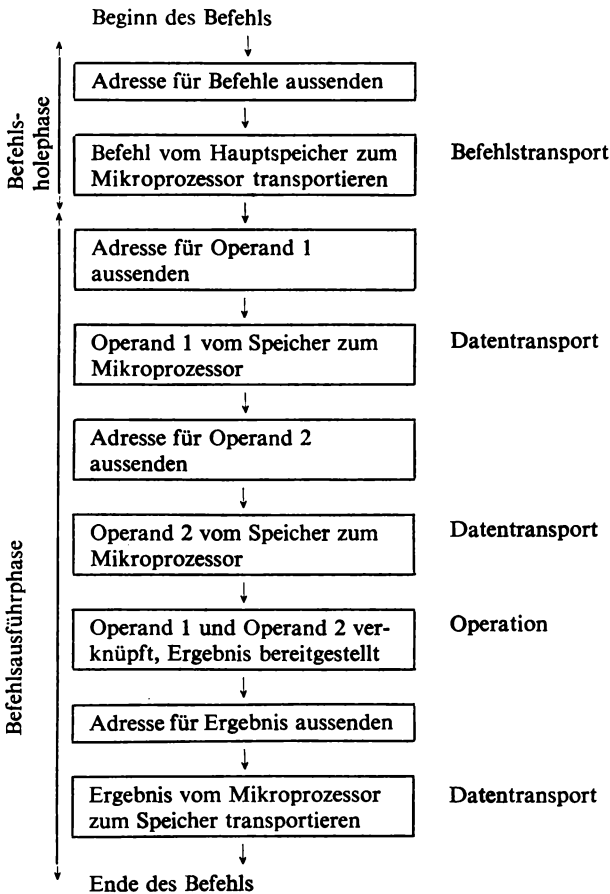 Beginn des Befehls
Befehls-
holephase
Adresse für Befehle aussenden
Befehl vom Hauptspeicher zum
Mikroprozessor transportieren
Befehlstransport
Befehlsausführphase
Adresse für Operand 1
aussenden
Operand 1 vom Speicher zum
Mikroprozessor
Datentransport
Adresse für Operand 2
aussenden
Operand 2 vom Speicher zum
Mikroprozessor
Datentransport
Operand 1 und Operand 2 ver-
knüpft, Ergebnis bereitgestellt
Operation
Adresse für Ergebnis aussenden
Ergebnis vom Mikroprozessor
zum Speicher transportieren
Datentransport
Ende des Befehls